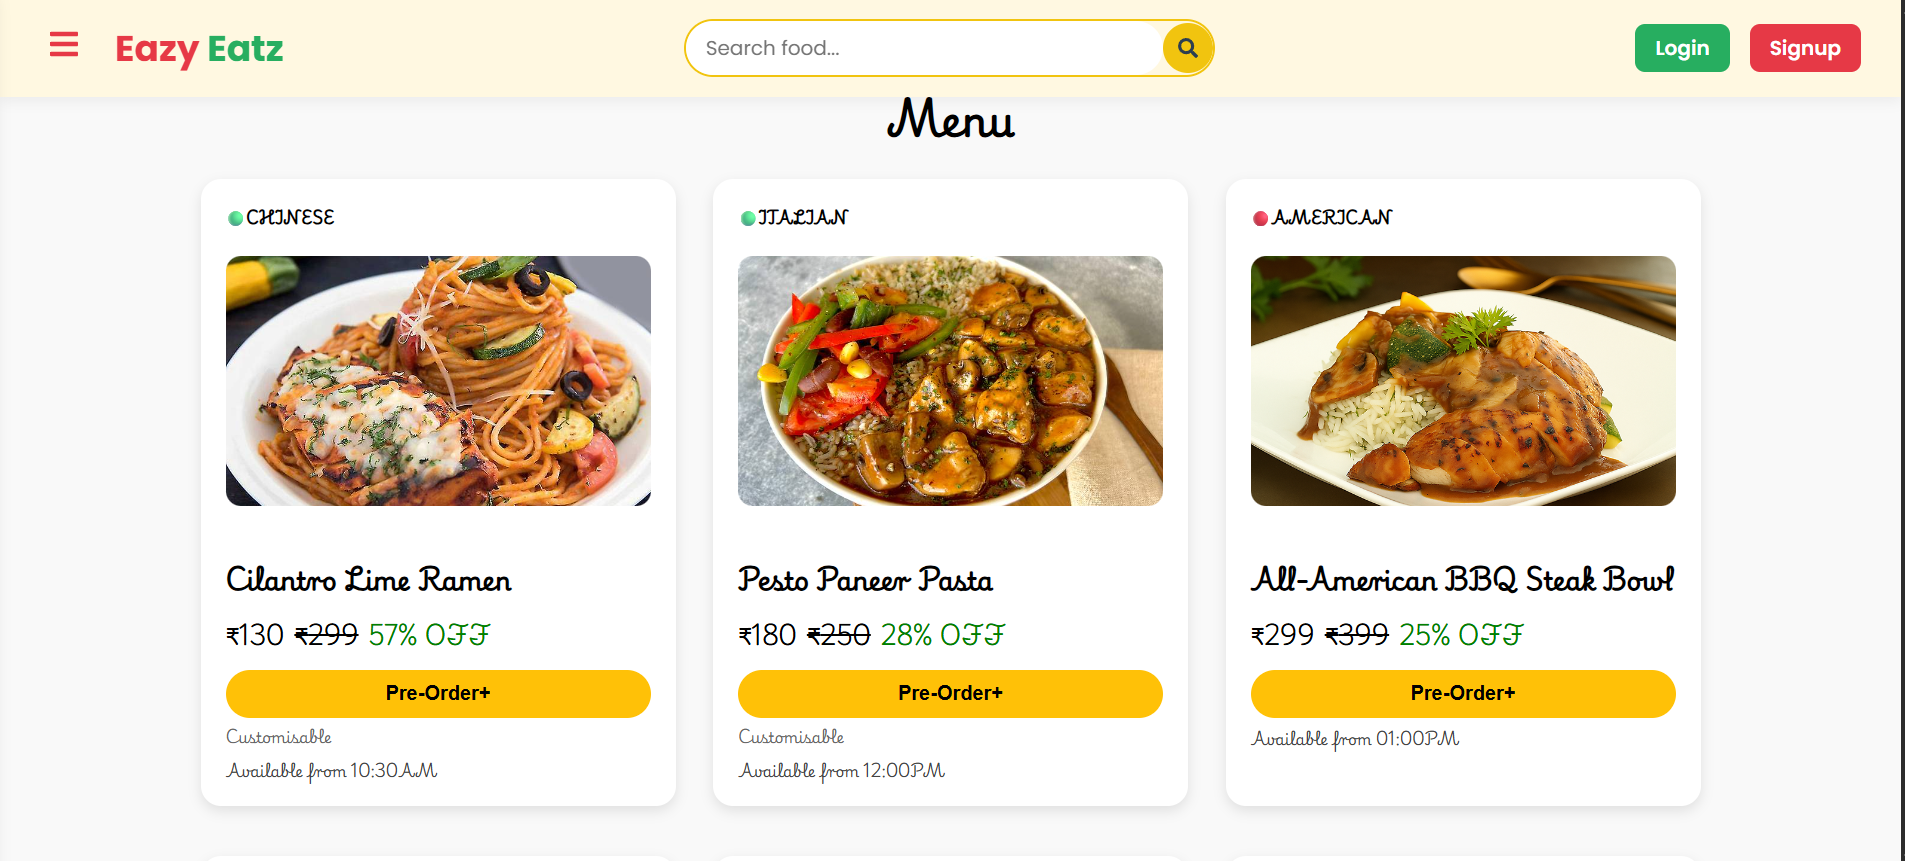 Eazy Eatz
Search food...
Login
Signup
Menu
CHINESE
Cilantro Lime Ramen
₹130 ₹299 57% OFF
Pre-Order+
Customisable
Available from 10:30AM
ITALIAN
Pesto Paneer Pasta
₹180 ₹250 28% OFF
Pre-Order+
Customisable
Available from 12:00PM
AMERICAN
All-American BBQ Steak Bowl
₹299 ₹399 25% OFF
Pre-Order+
Available from 01:00PM